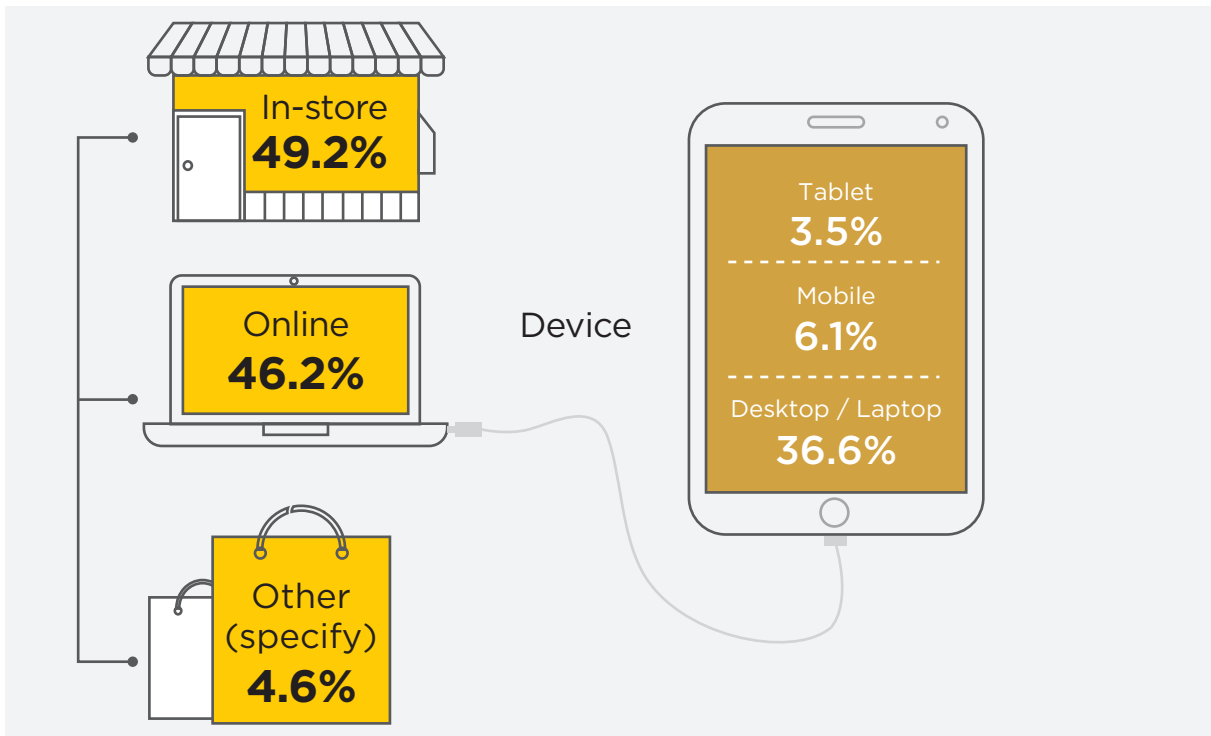 In-store
49.2%
Online
46.2%
Other
(specify)
4.6%
Device
Tablet
3.5%
Mobile
6.1%
Desktop / Laptop
36.6%